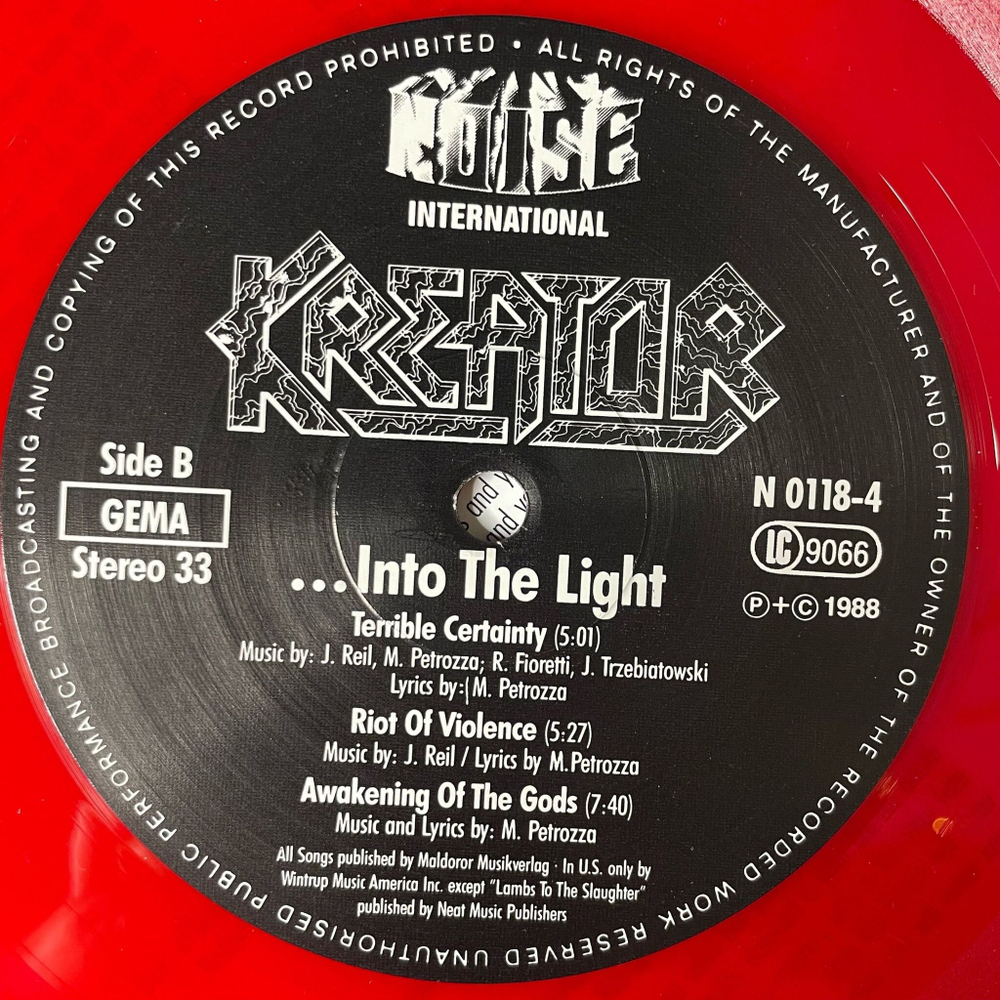 UNAUTHORISED PUBLIC PERFORMANCE BROADCASTING AND COPYING OF THIS RECORD PROHIBITED • ALL RIGHTS OF THE MANUFACTURER AND OF THE OWNER OF THE RECORDED WORK RESERVED
NOISE
INTERNATIONAL
KREATOR
Side B
GEMA
Stereo 33
N 0118-4
LC 9066
Ⓟ+© 1988
and v
and v
...Into The Light
Terrible Certainty (5:01)
Music by: J. Reil, M. Petrozza; R. Fioretti, J. Trzebiatowski
Lyrics by:(M. Petrozza
Riot Of Violence (5:27)
Music by: J. Reil / Lyrics by M.Petrozza
Awakening Of The Gods (7:40)
Music and Lyrics by: M. Petrozza
All Songs published by Maldoror Musikverlag · In U.S. only by
Wintrup Music America Inc. except "Lambs To The Slaughter"
published by Neat Music Publishers